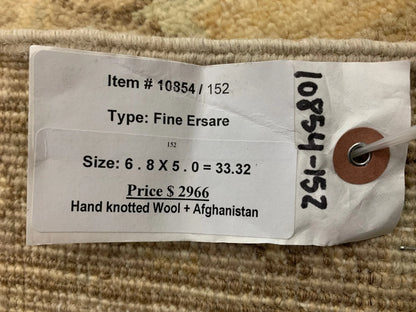 Item # 10854 / 152
Type: Fine Ersare
152
Size: 6 . 8 X 5 . 0 = 33.32
Price $ 2966
Hand knotted Wool + Afghanistan
10854-152